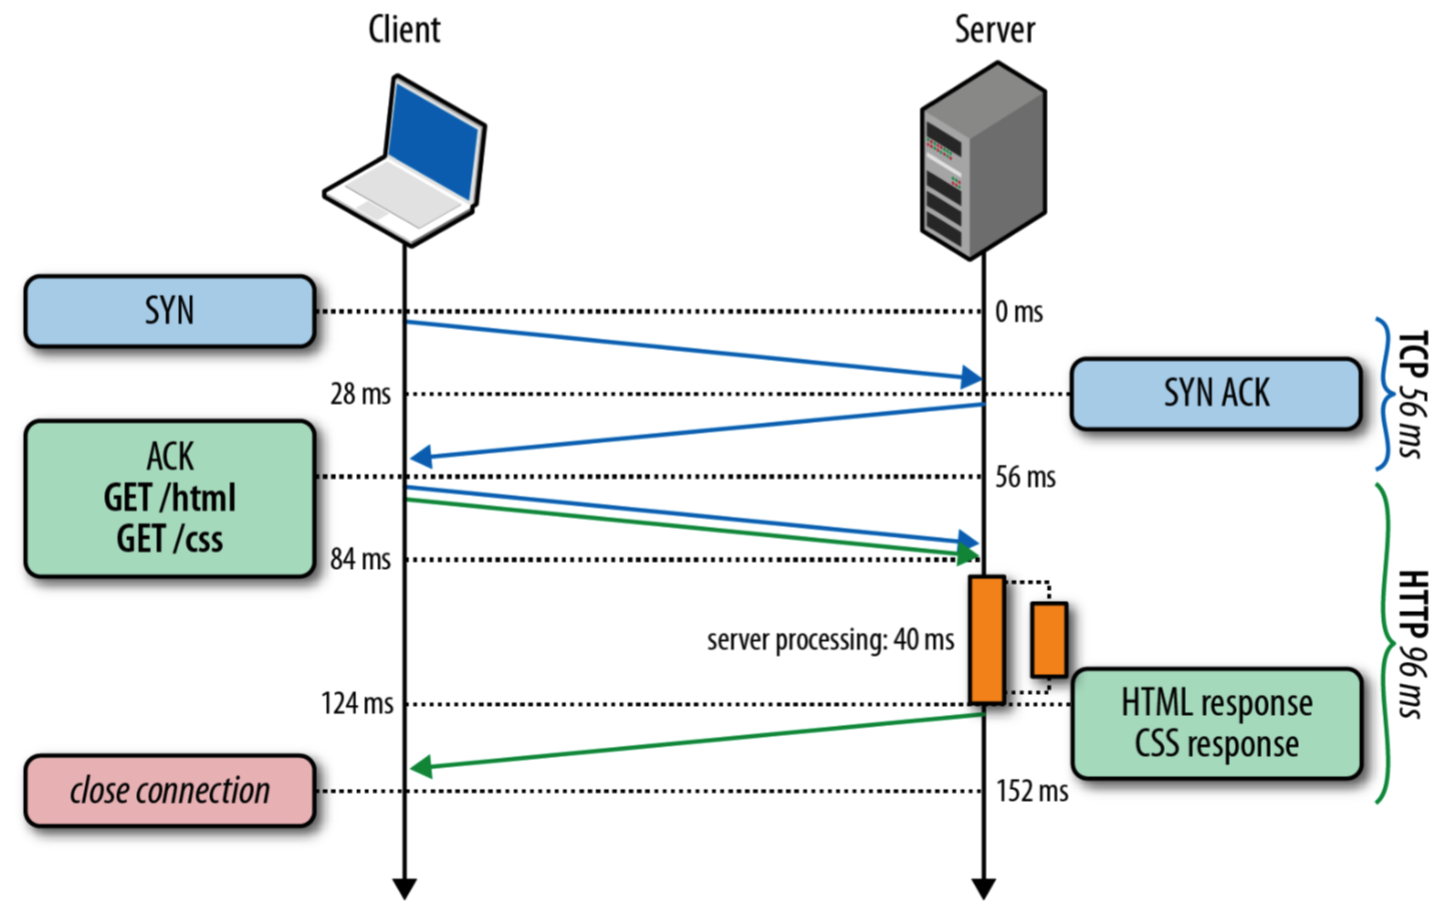 Client
Server
SYN
0 ms
28 ms
SYN ACK
TCP 56 ms
ACK
GET /html
GET /css
56 ms
84 ms
server processing: 40 ms
HTTP 96 ms
124 ms
HTML response
CSS response
close connection
152 ms